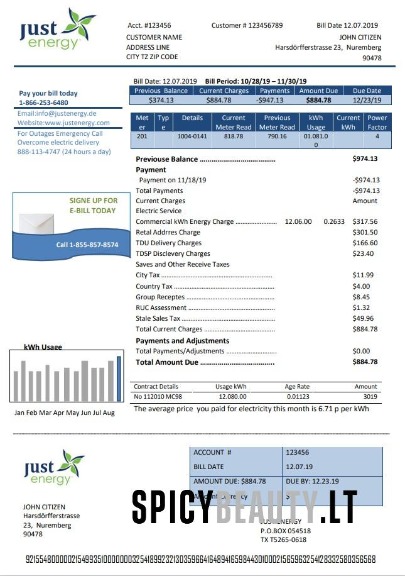 just energy
Acct. #123456
Customer # 123456789
Bill Date 12.07.2019
CUSTOMER NAME
ADDRESS LINE
CITY TZ ZIP CODE
JOHN CITIZEN
Harsdörfferstrasse 23, Nuremberg
90478
Pay your bill today
1-866-253-6480
Email:info@justenergy.com
Website:www.justenergy.com
For Outages Emergency Call
Overcome electric delivery
888-113-4747 (24 hours a day)
SIGNE UP FOR
E-BILL TODAY
Call 1-855-857-8574
Bill Date: 12.07.2019 Bill Period: 10/28/19 – 11/30/19
Previous Balance Current Charges Payments Amount Due Due Date
$374.13 $884.78 -$947.13 $884.78 12/23/19
Met er Typ e Details Current Meter Read Previous Meter Read kWh Usage Current kWh Power Factor
201 1004-0141 818.78 790.16 01.081.0 0 4
Previouse Balance $974.13
Payment
Payment on 11/18/19 -$974.13
Total Payments -$974.13
Current Charges Amount
Electric Service
Commercial kWh Energy Charge 12.06.00 0.2633 $317.56
Retal Addrres Charge $301.50
TDU Delivery Charges $166.60
TDSP Disclevery Charges $23.40
Saves and Other Receive Taxes
City Tax $11.99
Country Tax $4.00
Group Receptes $8.45
RUC Assessment $1.32
Stale Sales Tax $49.96
Total Current Charges $884.78
Payments and Adjustments
Total Payments/Adjustments $0.00
Total Amount Due $884.78
kWh Usage
Jan Feb Mar Apr May Jun Jul Aug
Contract Details Usage kWh Age Rate Amount
No 112010 MC98 12.080.00 0.01123 3019
The average price you paid for electricity this month is 6.71 p per kWh
just energy
JOHN CITIZEN
Harsdörfferstrasse
23, Nuremberg
90478
ACCOUNT # 123456
BILL DATE 12.07.19
AMOUNT DUE: $884.78 DUE BY: 12.23.19
SPICYBEAUTY.LT
P.O.BOX 054518
TX T5265-0618